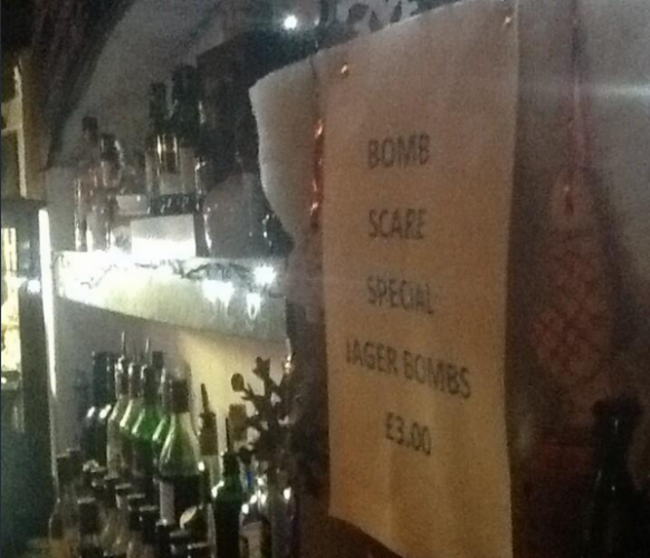 BOMB
SCARE
SPECIAL
JAGER BOMBS
£3.00